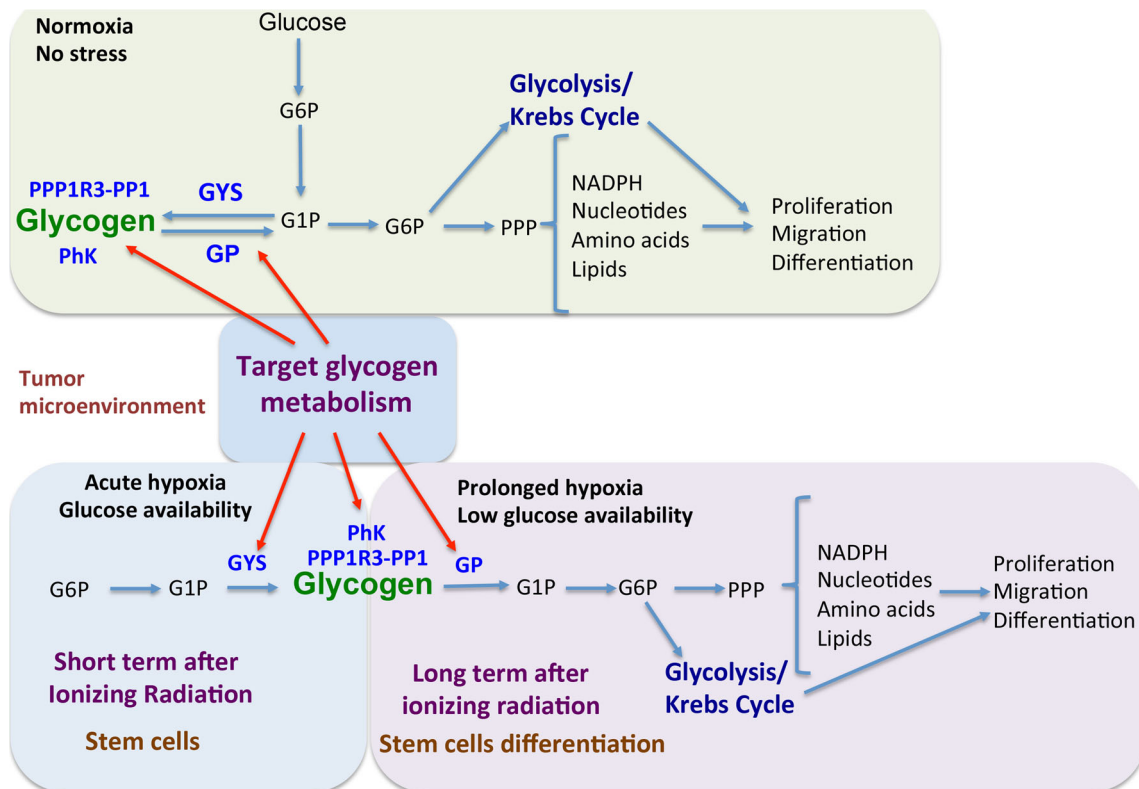 Normoxia
No stress
Glucose
G6P
Glycolysis/
Krebs Cycle
PPP1R3-PP1
GYS
Glycogen
G1P
G6P
PPP
PhK
GP
NADPH
Nucleotides
Amino acids
Lipids
Proliferation
Migration
Differentiation
Target glycogen
metabolism
Tumor
microenvironment
Acute hypoxia
Glucose availability
Prolonged hypoxia
Low glucose availability
PhK
PPP1R3-PP1
GYS
GP
G6P
G1P
Glycogen
G1P
G6P
PPP
NADPH
Nucleotides
Amino acids
Lipids
Proliferation
Migration
Differentiation
Glycolysis/
Krebs Cycle
Short term after
Ionizing Radiation
Long term after
ionizing radiation
Stem cells
Stem cells differentiation